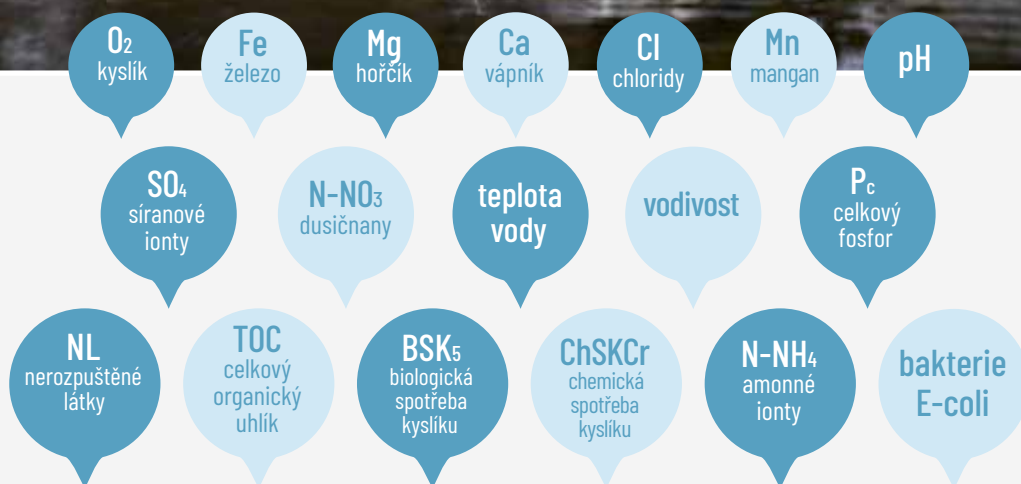 O₂
kyslík
Fe
železo
Mg
hořčík
Ca
vápník
Cl
chloridy
Mn
mangan
pH
SO₄
síranové
ionty
N-NO₃
dusičnany
teplota
vody
vodivost
Pc
celkový
fosfor
NL
nerozpuštěné
látky
TOC
celkový
organický
uhlík
BSK₅
biologická
spotřeba
kyslíku
ChSKCr
chemická
spotřeba
kyslíku
N-NH₄
amonné
ionty
bakterie
E-coli